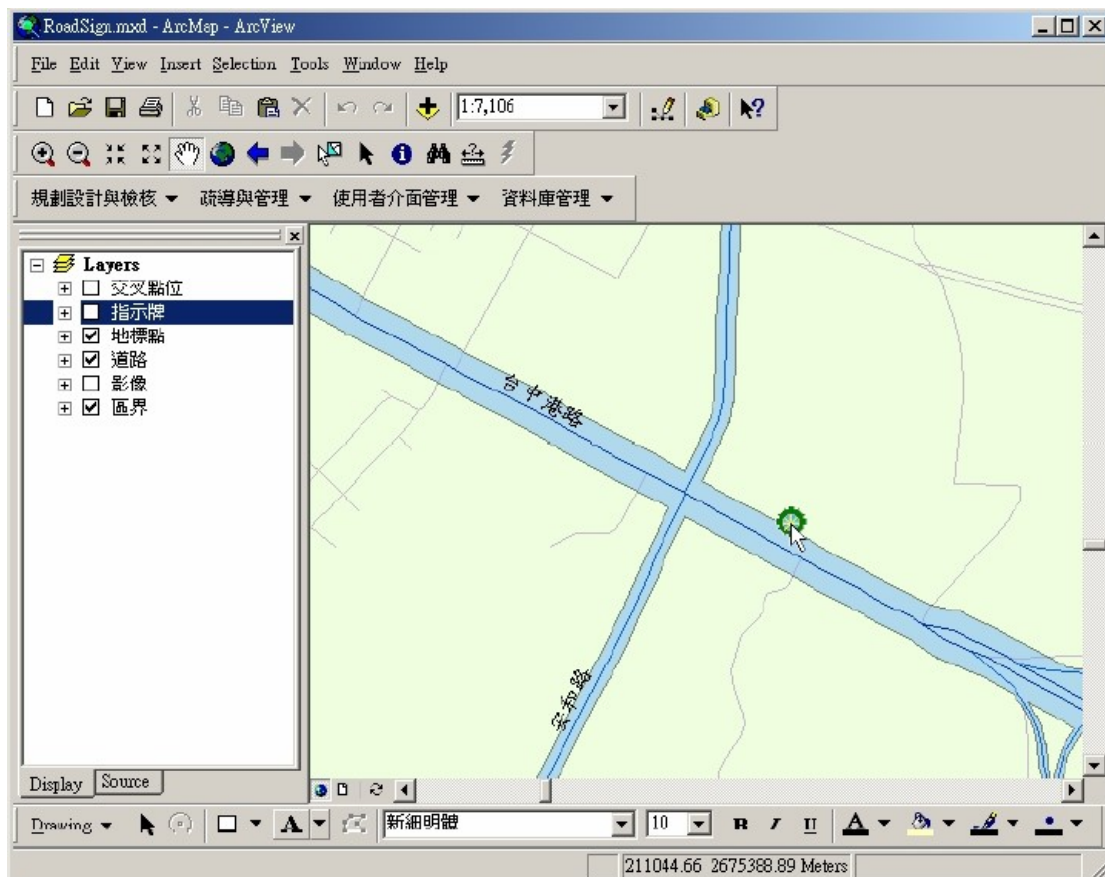 RoadSign.mxd - ArcMap - ArcView
File Edit View Insert Selection Tools Window Help
1:7,106
規劃設計與檢核 疏導與管理 使用者介面管理 資料庫管理
Layers
交叉點位
指示牌
地標點
道路
影像
區界
台中港路
安和路
Display Source
Drawing A 新細明體 10 B I U A
211044.66 2675388.89 Meters